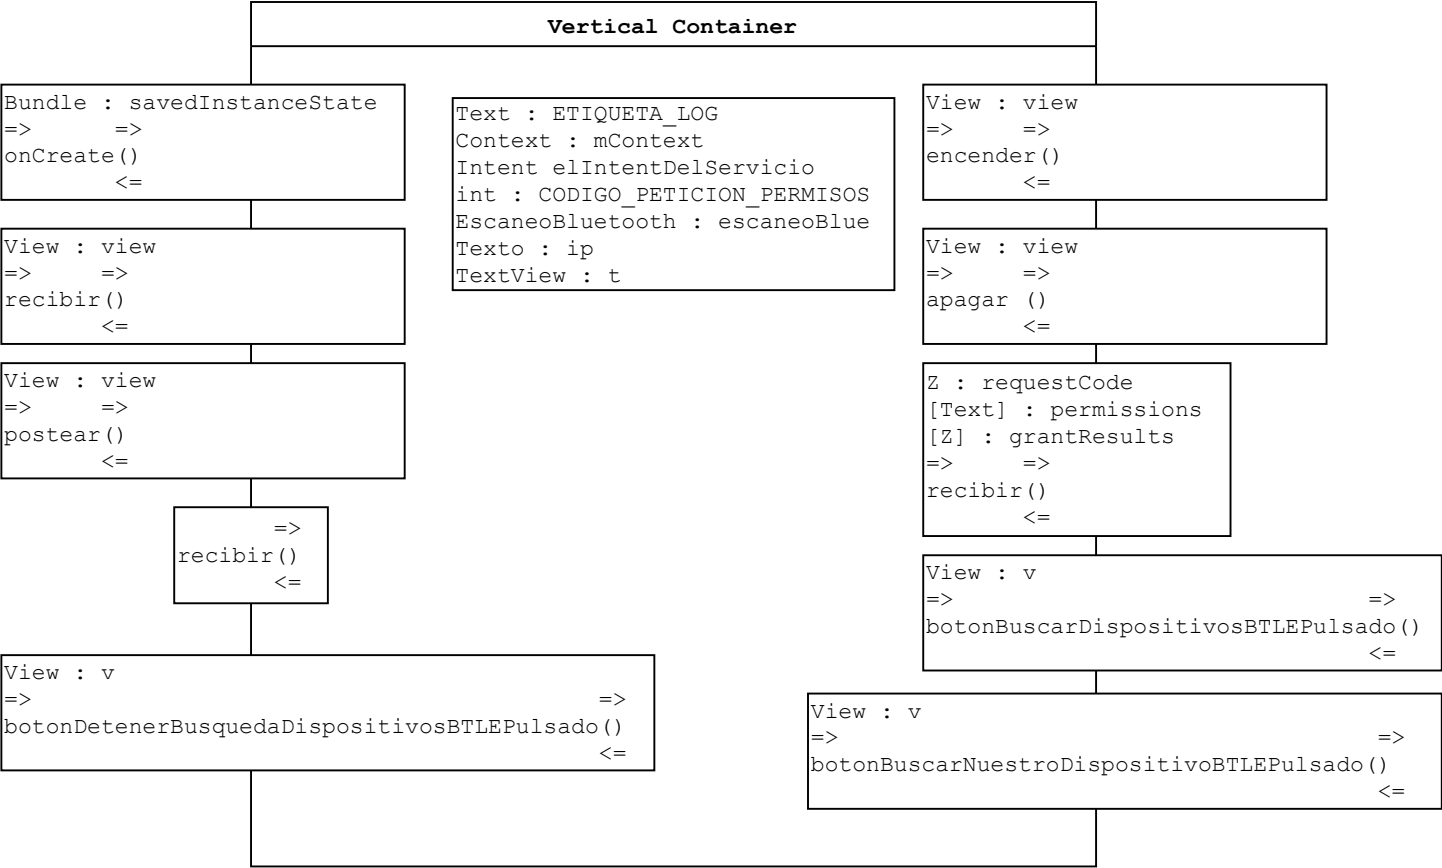 Vertical Container
Bundle : savedInstanceState
=>      =>
onCreate()
<=
View : view
=>     =>
recibir()
<=
View : view
=>     =>
postear()
<=
=>
recibir()
<=
View : v
=>                                         =>
botonDetenerBusquedaDispositivosBTLEPulsado()
<=
Text : ETIQUETA_LOG
Context : mContext
Intent elIntentDelServicio
int : CODIGO_PETICION_PERMISOS
EscaneoBluetooth : escaneoBlue
Texto : ip
TextView : t
View : view
=>     =>
encender()
<=
View : view
=>     =>
apagar ()
<=
Z : requestCode
[Text] : permissions
[Z] : grantResults
=>     =>
recibir()
<=
View : v
=>                              =>
botonBuscarDispositivosBTLEPulsado()
<=
View : v
=>                                       =>
botonBuscarNuestroDispositivoBTLEPulsado()
<=